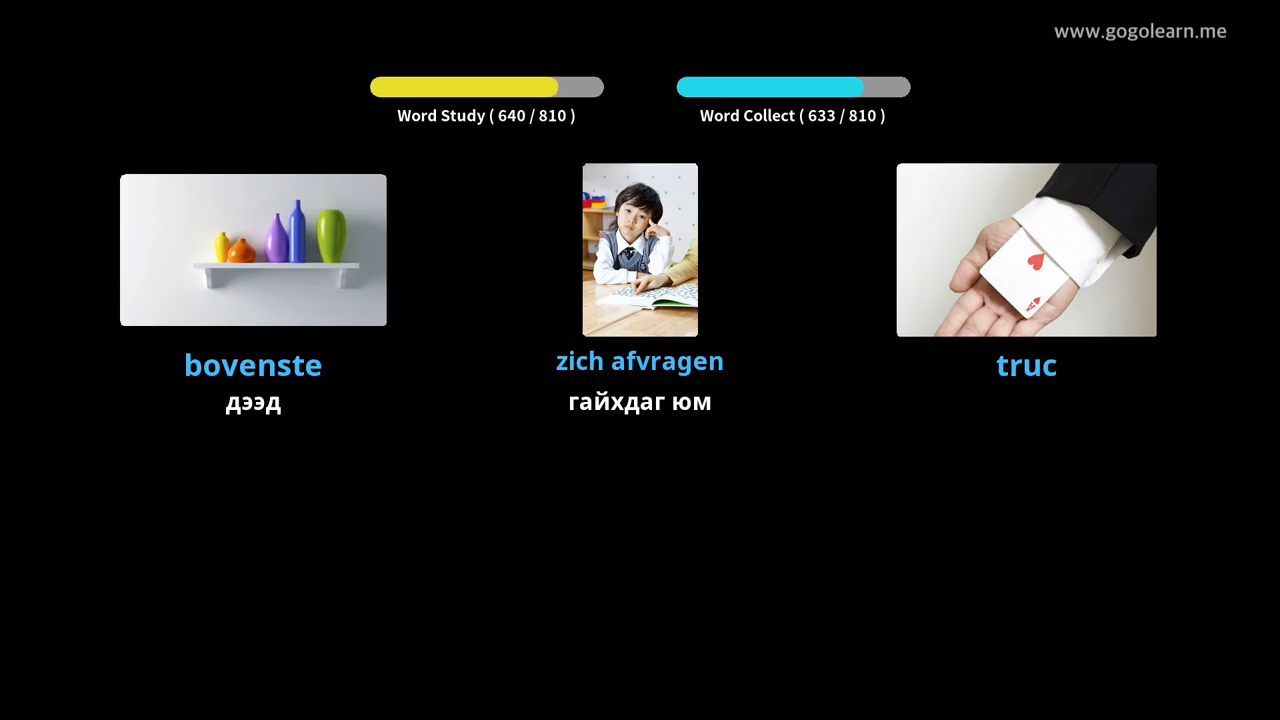 www.gogolearn.me
Word Study ( 640 / 810 )
Word Collect ( 633 / 810 )
bovenste
дээд
zich afvragen
гайхдаг юм
truc
A